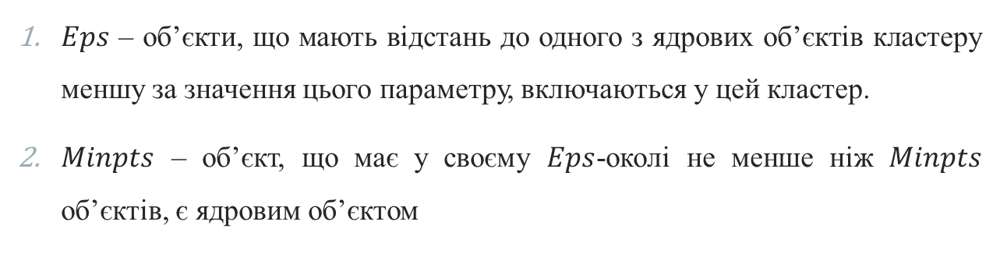 1. Eps – об’єкти, що мають відстань до одного з ядрових об’єктів кластеру
меншу за значення цього параметру, включаються у цей кластер.
2. Minpts – об’єкт, що має у своєму Eps-околі не менше ніж Minpts
об’єктів, є ядровим об’єктом